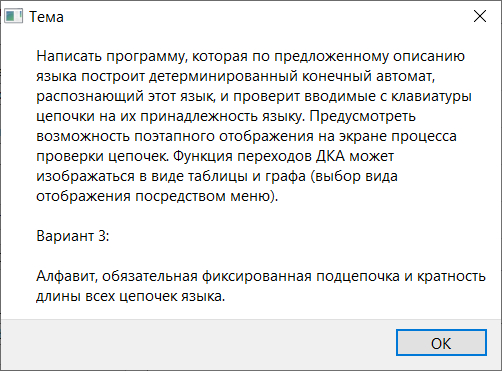 Тема
Написать программу, которая по предложенному описанию
языка построит детерминированный конечный автомат,
распознающий этот язык, и проверит вводимые с клавиатуры
цепочки на их принадлежность языку. Предусмотреть
возможность поэтапного отображения на экране процесса
проверки цепочек. Функция переходов ДКА может
изображаться в виде таблицы и графа (выбор вида
отображения посредством меню).
Вариант 3:
Алфавит, обязательная фиксированная подцепочка и кратность
длины всех цепочек языка.
ОК